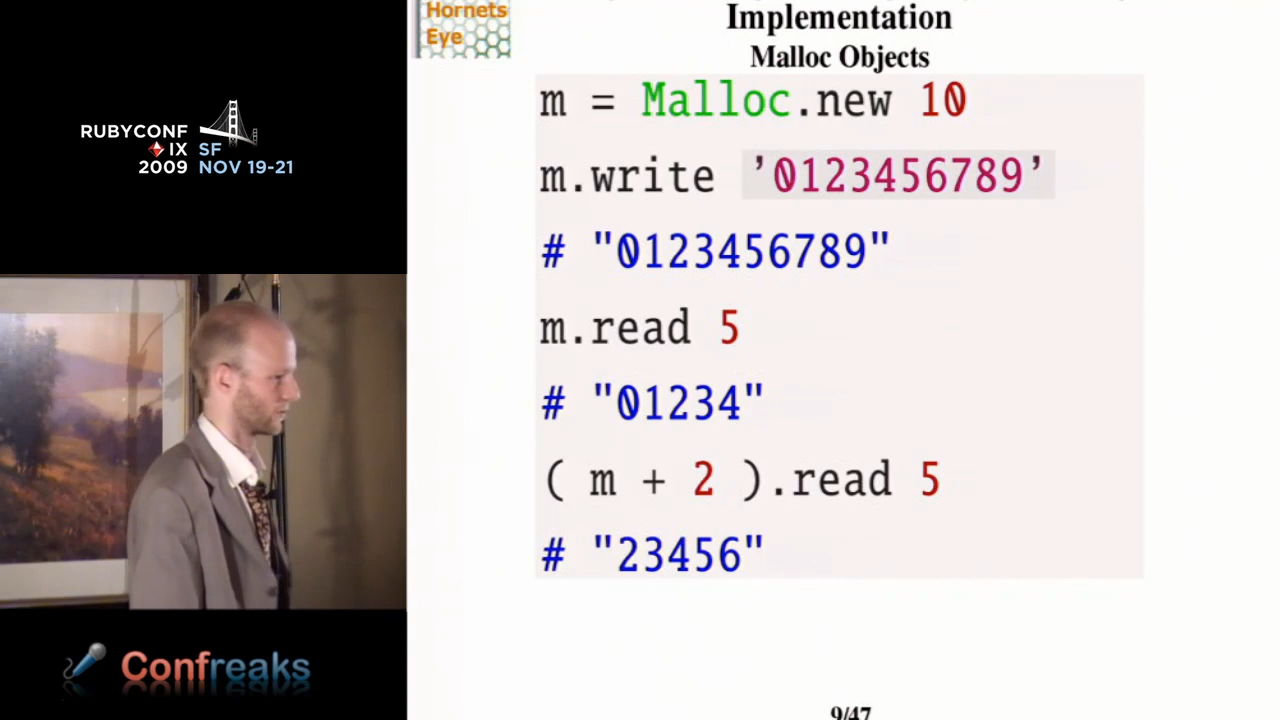 RUBYCONF
IX SF
2009 NOV 19-21
Confreaks
Hornets
Eye
Implementation
Malloc Objects
m = Malloc.new 10
m.write '0123456789'
# "0123456789"
m.read 5
# "01234"
( m + 2 ).read 5
# "23456"
9/47